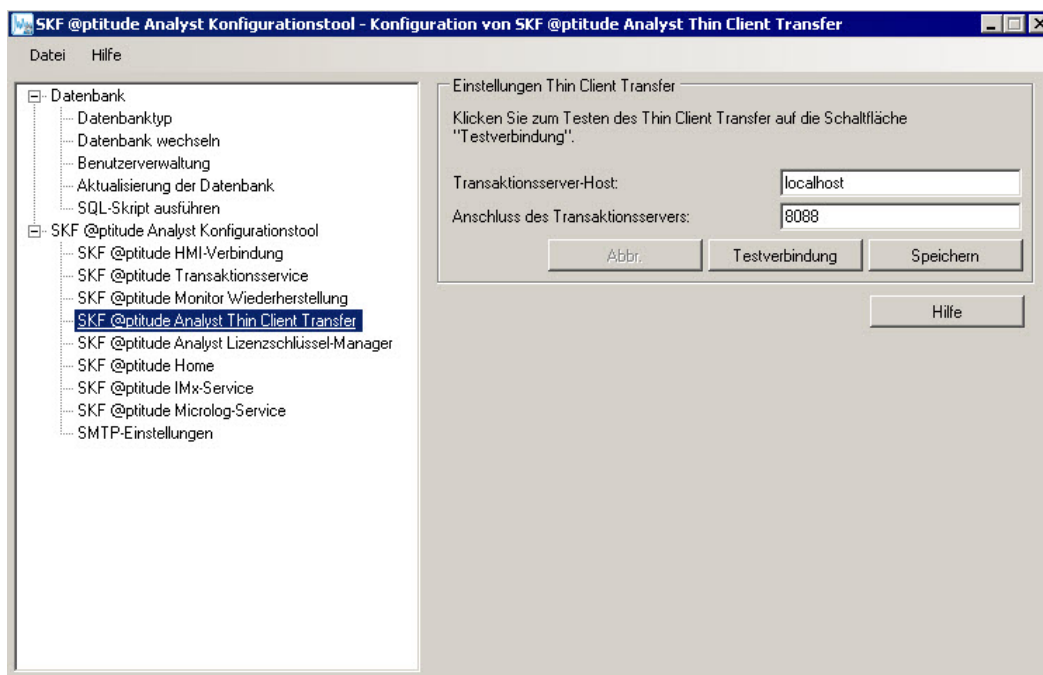 SKF @ptitude Analyst Konfigurationstool - Konfiguration von SKF @ptitude Analyst Thin Client Transfer
Datei Hilfe
Datenbank
Datenbanktyp
Datenbank wechseln
Benutzerverwaltung
Aktualisierung der Datenbank
SQL-Skript ausführen
SKF @ptitude Analyst Konfigurationstool
SKF @ptitude HMI-Verbindung
SKF @ptitude Transaktionsservice
SKF @ptitude Monitor Wiederherstellung
SKF @ptitude Analyst Thin Client Transfer
SKF @ptitude Analyst Lizenzschlüssel-Manager
SKF @ptitude Home
SKF @ptitude IMx-Service
SKF @ptitude Microlog-Service
SMTP-Einstellungen
Einstellungen Thin Client Transfer
Klicken Sie zum Testen des Thin Client Transfer auf die Schaltfläche
"Testverbindung".
Transaktionsserver-Host: localhost
Anschluss des Transaktionsservers: 8088
Abbr. Testverbindung Speichern
Hilfe